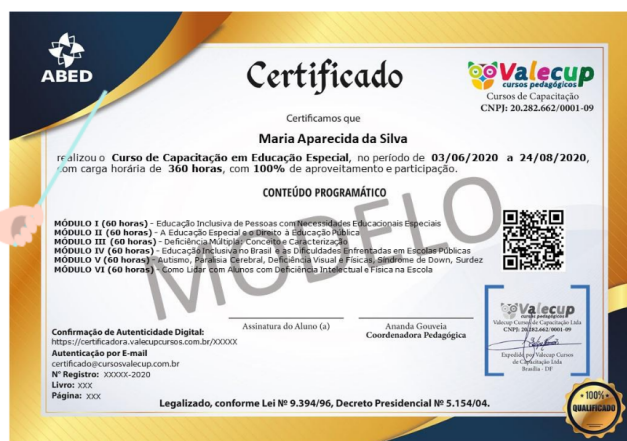 ABED
Certificado
Valecup
cursos pedagógicos
Cursos de Capacitação
CNPJ: 20.282.662/0001-09
Certificamos que
Maria Aparecida da Silva
realizou o Curso de Capacitação em Educação Especial, no período de 03/06/2020 a 24/08/2020,
com carga horária de 360 horas, com 100% de aproveitamento e participação.
CONTEÚDO PROGRAMÁTICO
MÓDULO I (60 horas) - Educação Inclusiva de Pessoas com Necessidades Educacionais Especiais
MÓDULO II (60 horas) - A Educação Especial e o Direito à Educação Pública
MÓDULO III (60 horas) - Deficiência Múltipla: Conceito e Caracterização
MÓDULO IV (60 horas) - Educação Inclusiva no Brasil e as Dificuldades Enfrentadas em Escolas Públicas
MÓDULO V (60 horas) - Autismo, Paralisia Cerebral, Deficiência Visual e Físicas, Síndrome de Down, Surdez
MÓDULO VI (60 horas) - Como Lidar com Alunos com Deficiência Intelectual e Física na Escola
MODELO
Assinatura do Aluno (a)
Ananda Gouveia
Coordenadora Pedagógica
Valecup
cursos pedagógicos
Valecup Cursos de Capacitação Ltda
CNPJ: 20.282.662/0001-09
Expedido por Valecup Cursos
de Capacitação Ltda
Brasília - DF
Confirmação de Autenticidade Digital:
https://certificadora.valecupcursos.com.br/XXXXX
Autenticação por E-mail
certificado@cursosvalecup.com.br
N° Registro: XXXXX-2020
Livro: XXX
Página: XXX
Legalizado, conforme Lei Nº 9.394/96, Decreto Presidencial Nº 5.154/04.
100%
QUALIFICADO